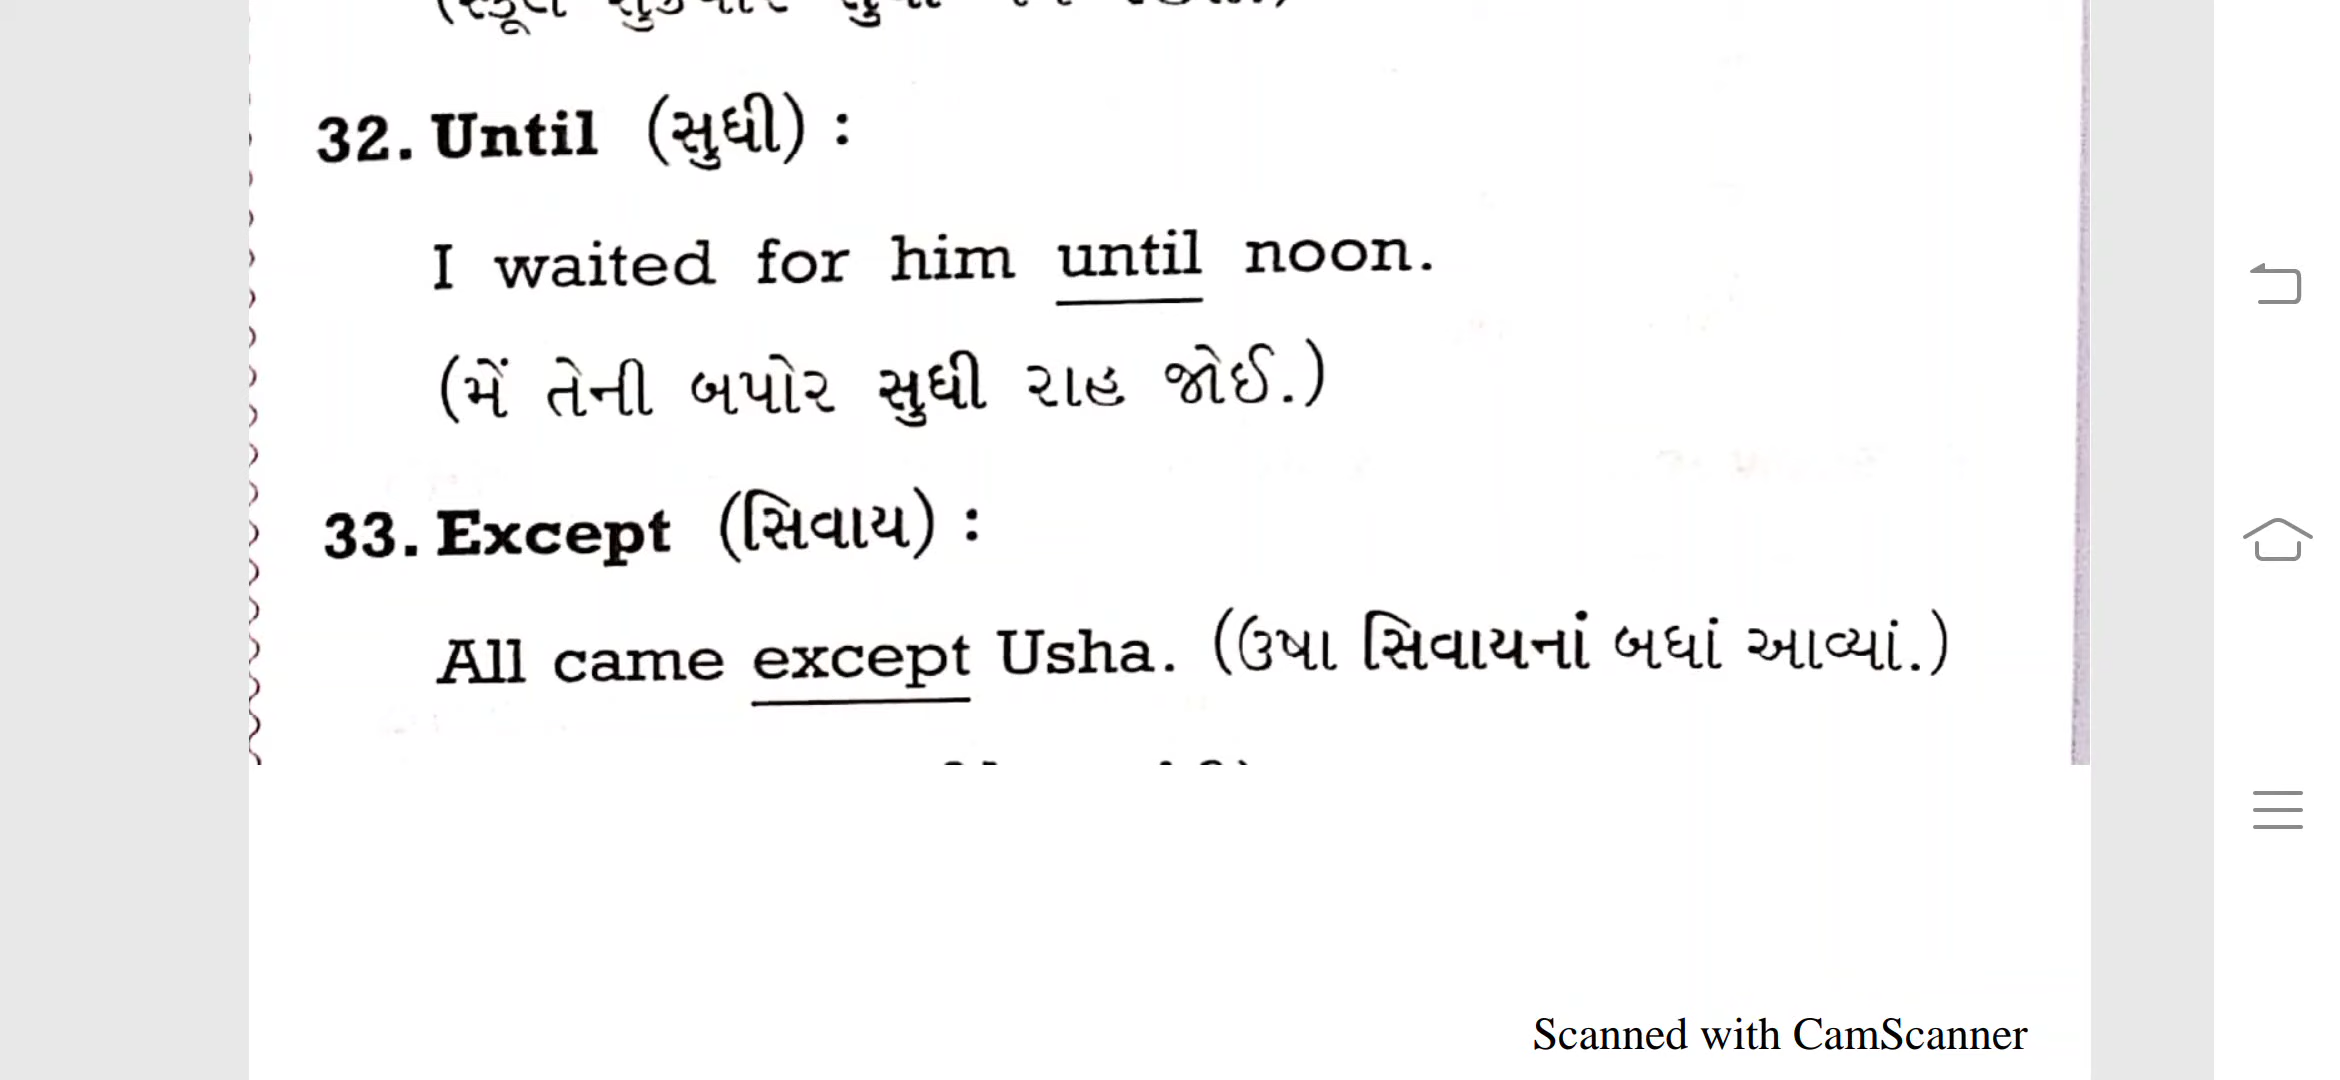 32. Until (સુધી) :
I waited for him until noon.
(મેં તેની બપોર સુધી રાહ જોઈ.)
33. Except (સિવાય) :
All came except Usha. (ઉષા સિવાયનાં બધાં આવ્યાં.)
Scanned with CamScanner